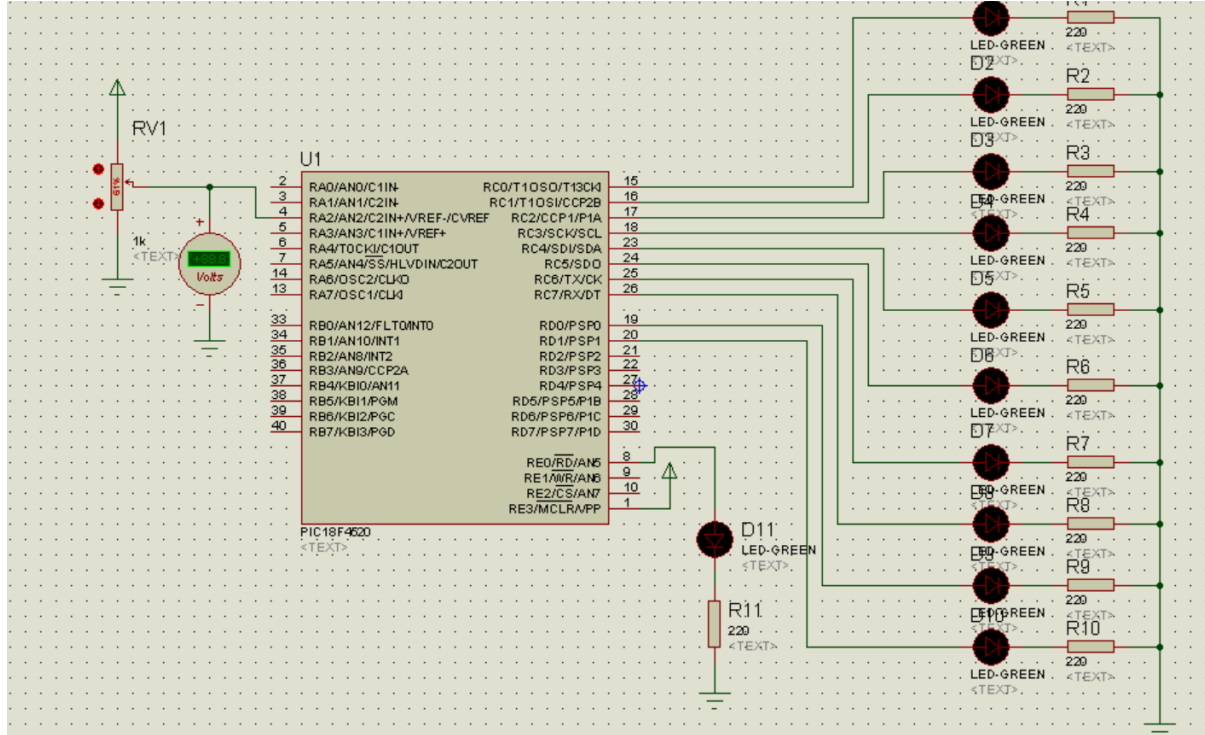 RV1
61%
1k
<TEXT>
+88.8
Volts
U1
2 RA0/AN0/C1IN-
3 RA1/AN1/C2IN-
4 RA2/AN2/C2IN+/VREF-/CVREF
5 RA3/AN3/C1IN+/VREF+
6 RA4/T0CKI/C1OUT
7 RA5/AN4/SS/HLVDIN/C2OUT
14 RA6/OSC2/CLKO
13 RA7/OSC1/CLKI
33 RB0/AN12/FLT0/INT0
34 RB1/AN10/INT1
35 RB2/AN8/INT2
36 RB3/AN9/CCP2A
37 RB4/KBI0/AN11
38 RB5/KBI1/PGM
39 RB6/KBI2/PGC
40 RB7/KBI3/PGD
RC0/T1OSO/T13CKI 15
RC1/T1OSI/CCP2B 16
RC2/CCP1/P1A 17
RC3/SCK/SCL 18
RC4/SDI/SDA 23
RC5/SDO 24
RC6/TX/CK 25
RC7/RX/DT 26
RD0/PSP0 19
RD1/PSP1 20
RD2/PSP2 21
RD3/PSP3 22
RD4/PSP4 27
RD5/PSP5/P1B 28
RD6/PSP6/P1C 29
RD7/PSP7/P1D 30
RE0/RD/AN5 8
RE1/WR/AN6 9
RE2/CS/AN7 10
RE3/MCLR/VPP 1
PIC18F4520
<TEXT>
D11
LED-GREEN
<TEXT>
R11
220
<TEXT>
R1
220
LED-GREEN <TEXT>
D2 R2
220
LED-GREEN <TEXT>
D3 R3
220
<TEXT>
D4 R4
220
LED-GREEN <TEXT>
D5 R5
220
LED-GREEN <TEXT>
D6 R6
220
LED-GREEN <TEXT>
D7 R7
220
LED-GREEN <TEXT>
D8 R8
220
LED-GREEN <TEXT>
D9 R9
220
LED-GREEN <TEXT>
D10 R10
220
LED-GREEN <TEXT>
<TEXT>